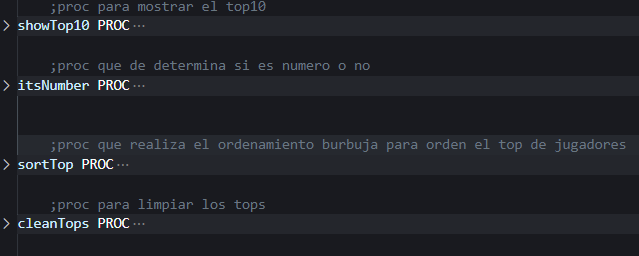 ;proc para mostrar el top10
showTop10 PROC···
;proc que de determina si es numero o no
itsNumber PROC···
;proc que realiza el ordenamiento burbuja para orden el top de jugadores
sortTop PROC···
;proc para limpiar los tops
cleanTops PROC···